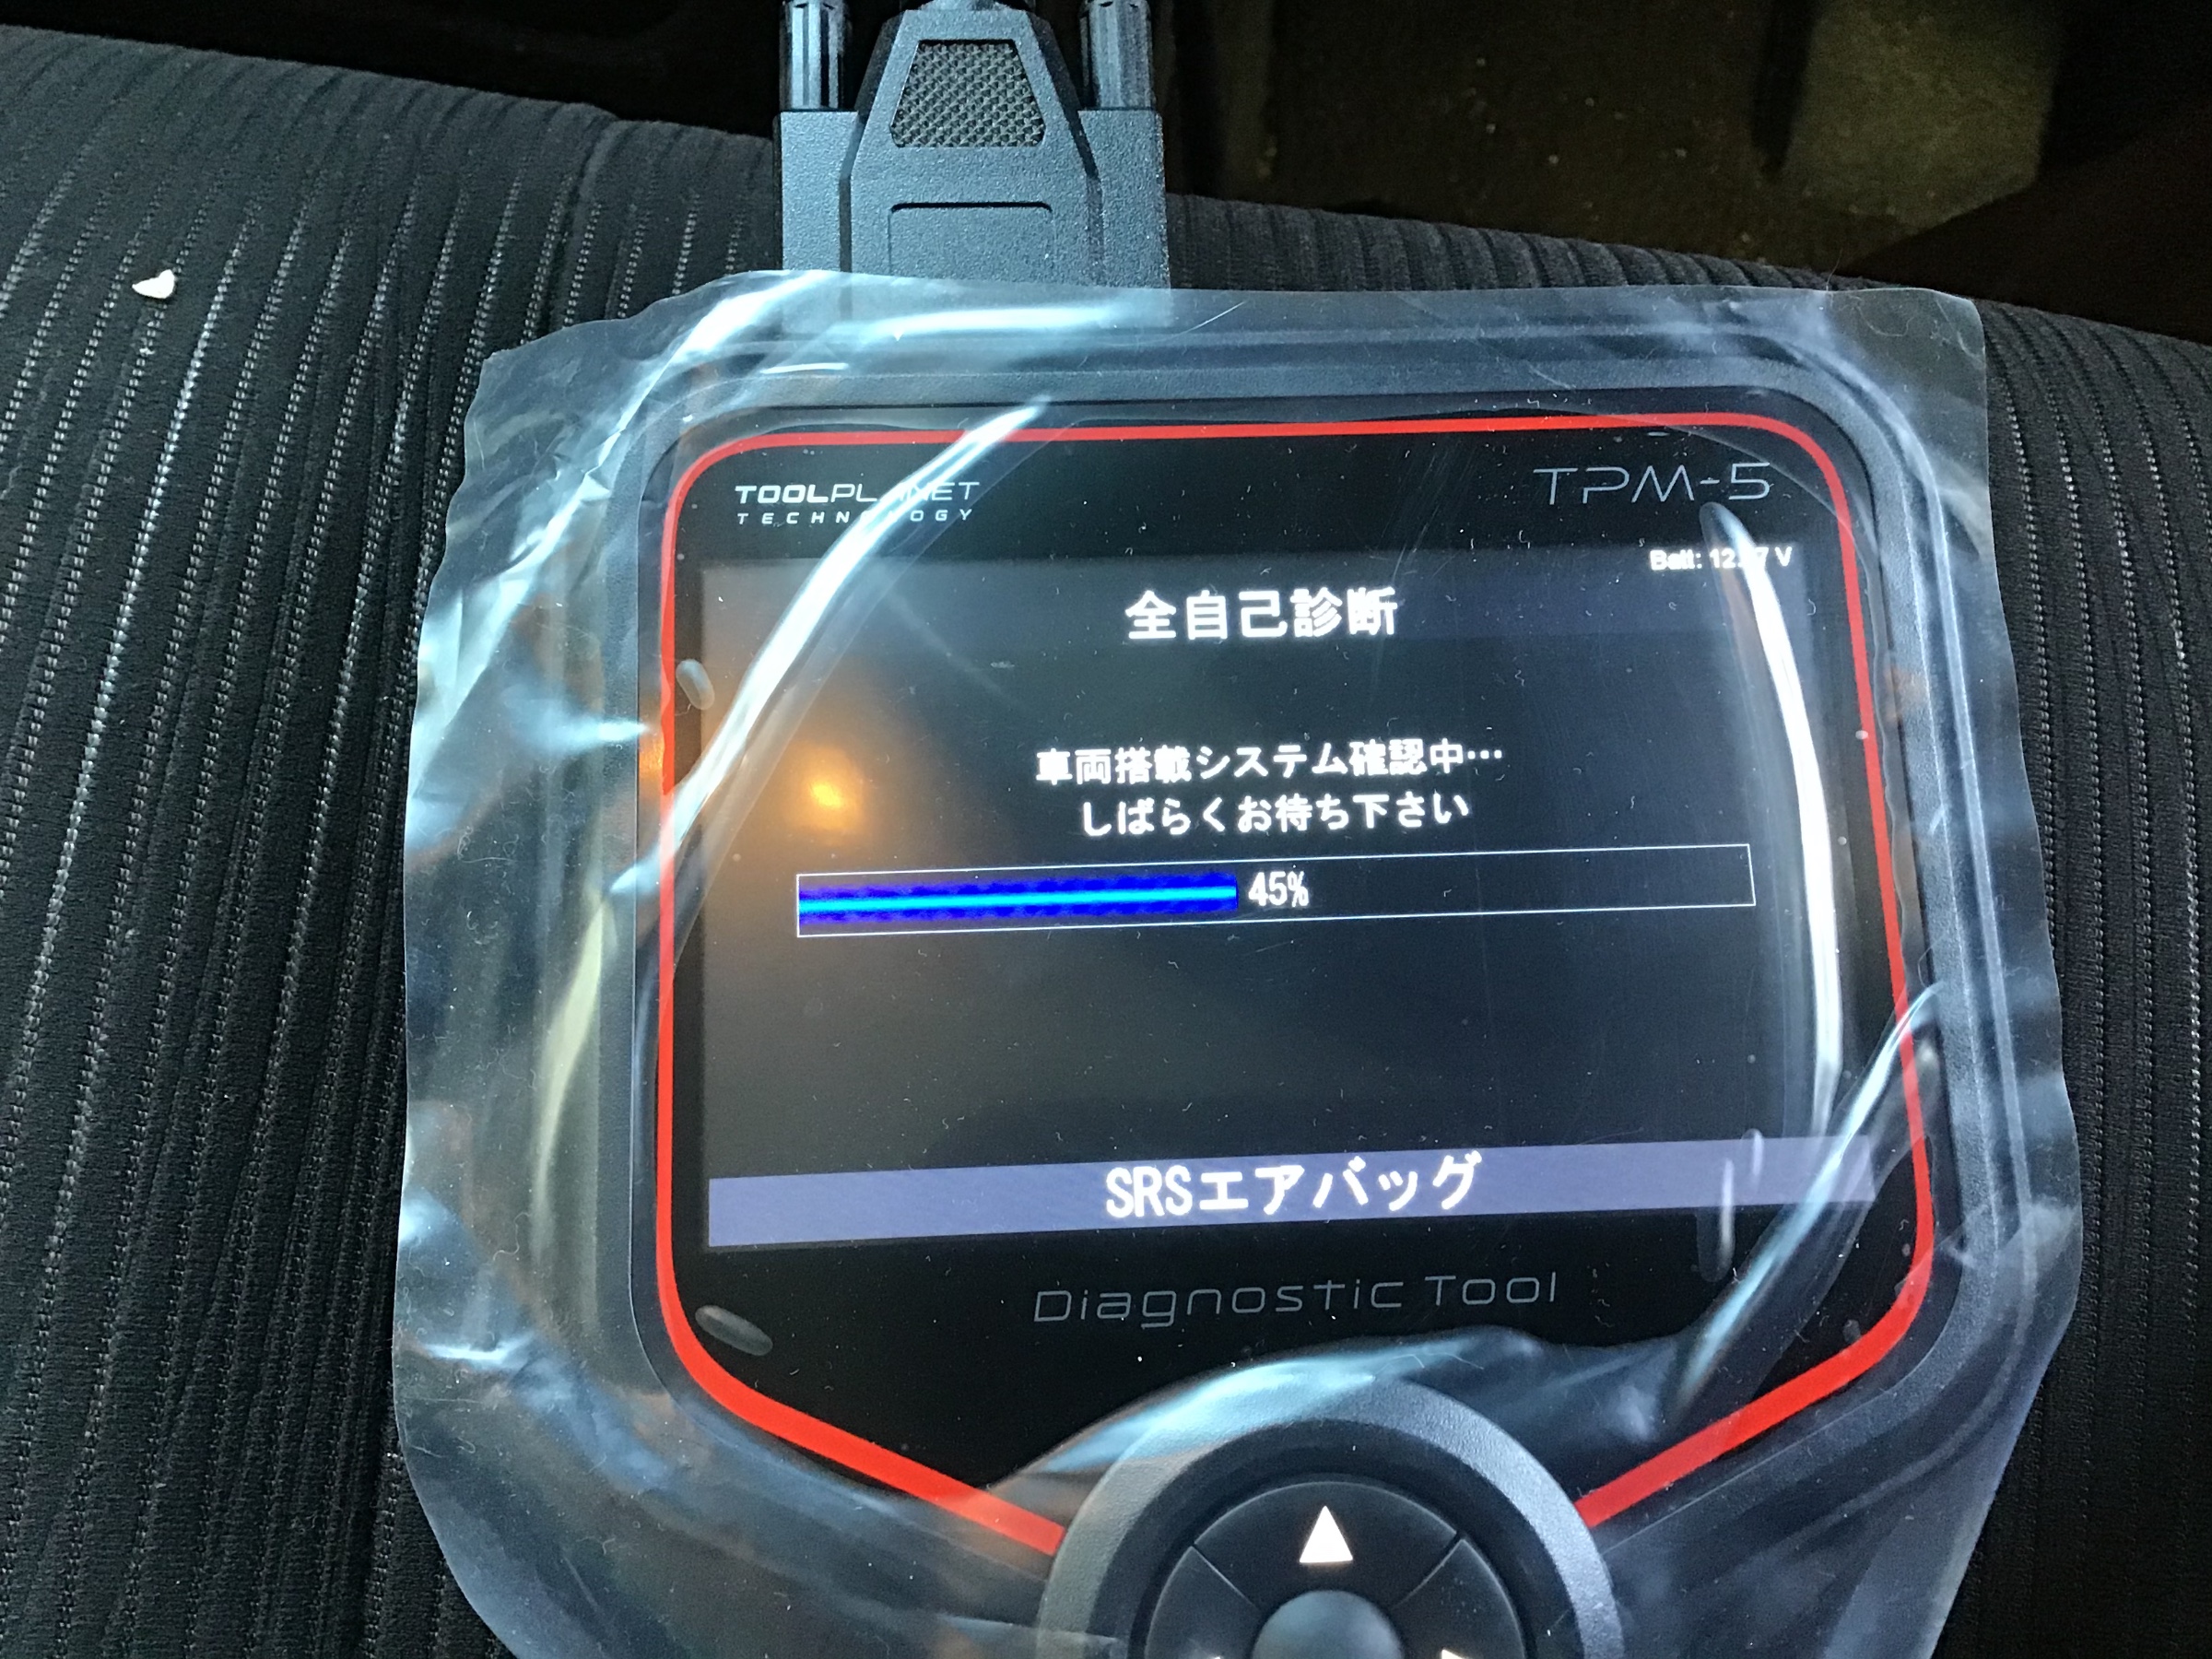 TOOLPLANET
TECHNOLOGY
TPM-5
Batt: V
全自己診断
車両搭載システム確認中…
しばらくお待ち下さい
45%
SRSエアバッグ
Diagnostic Tool